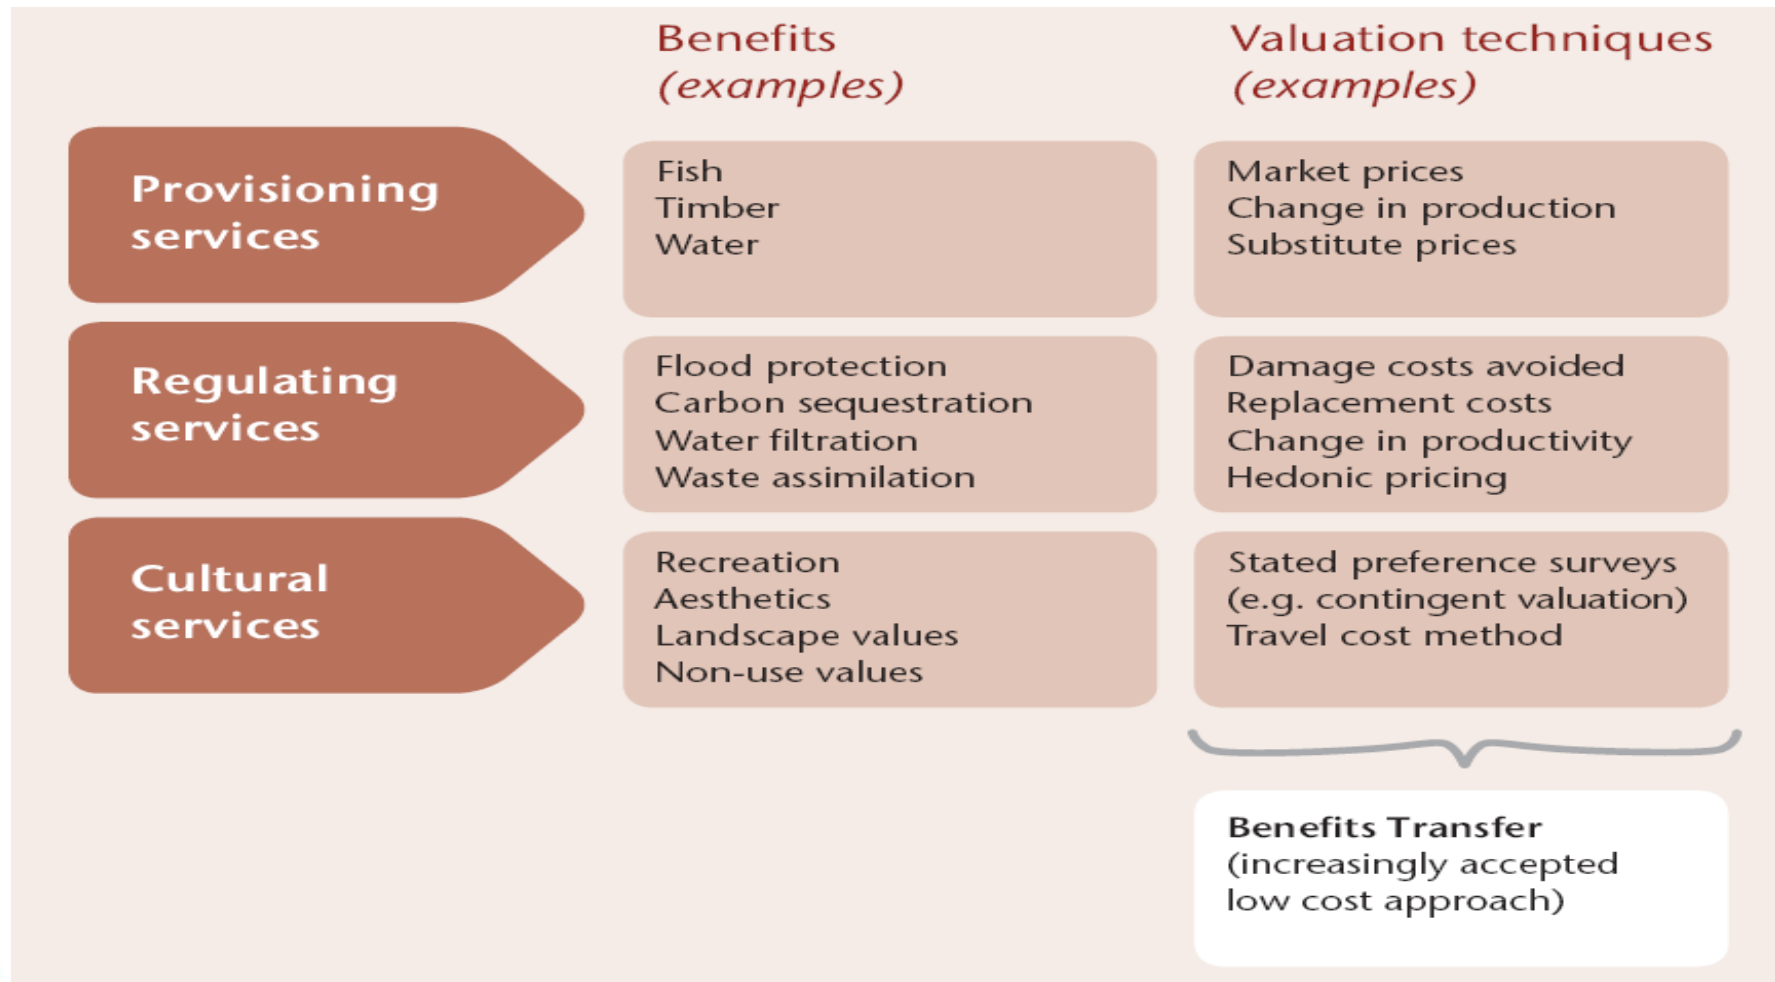 Benefits
(examples)
Valuation techniques
(examples)
Provisioning
services
Fish
Timber
Water
Market prices
Change in production
Substitute prices
Regulating
services
Flood protection
Carbon sequestration
Water filtration
Waste assimilation
Damage costs avoided
Replacement costs
Change in productivity
Hedonic pricing
Cultural
services
Recreation
Aesthetics
Landscape values
Non-use values
Stated preference surveys
(e.g. contingent valuation)
Travel cost method
Benefits Transfer
(increasingly accepted
low cost approach)